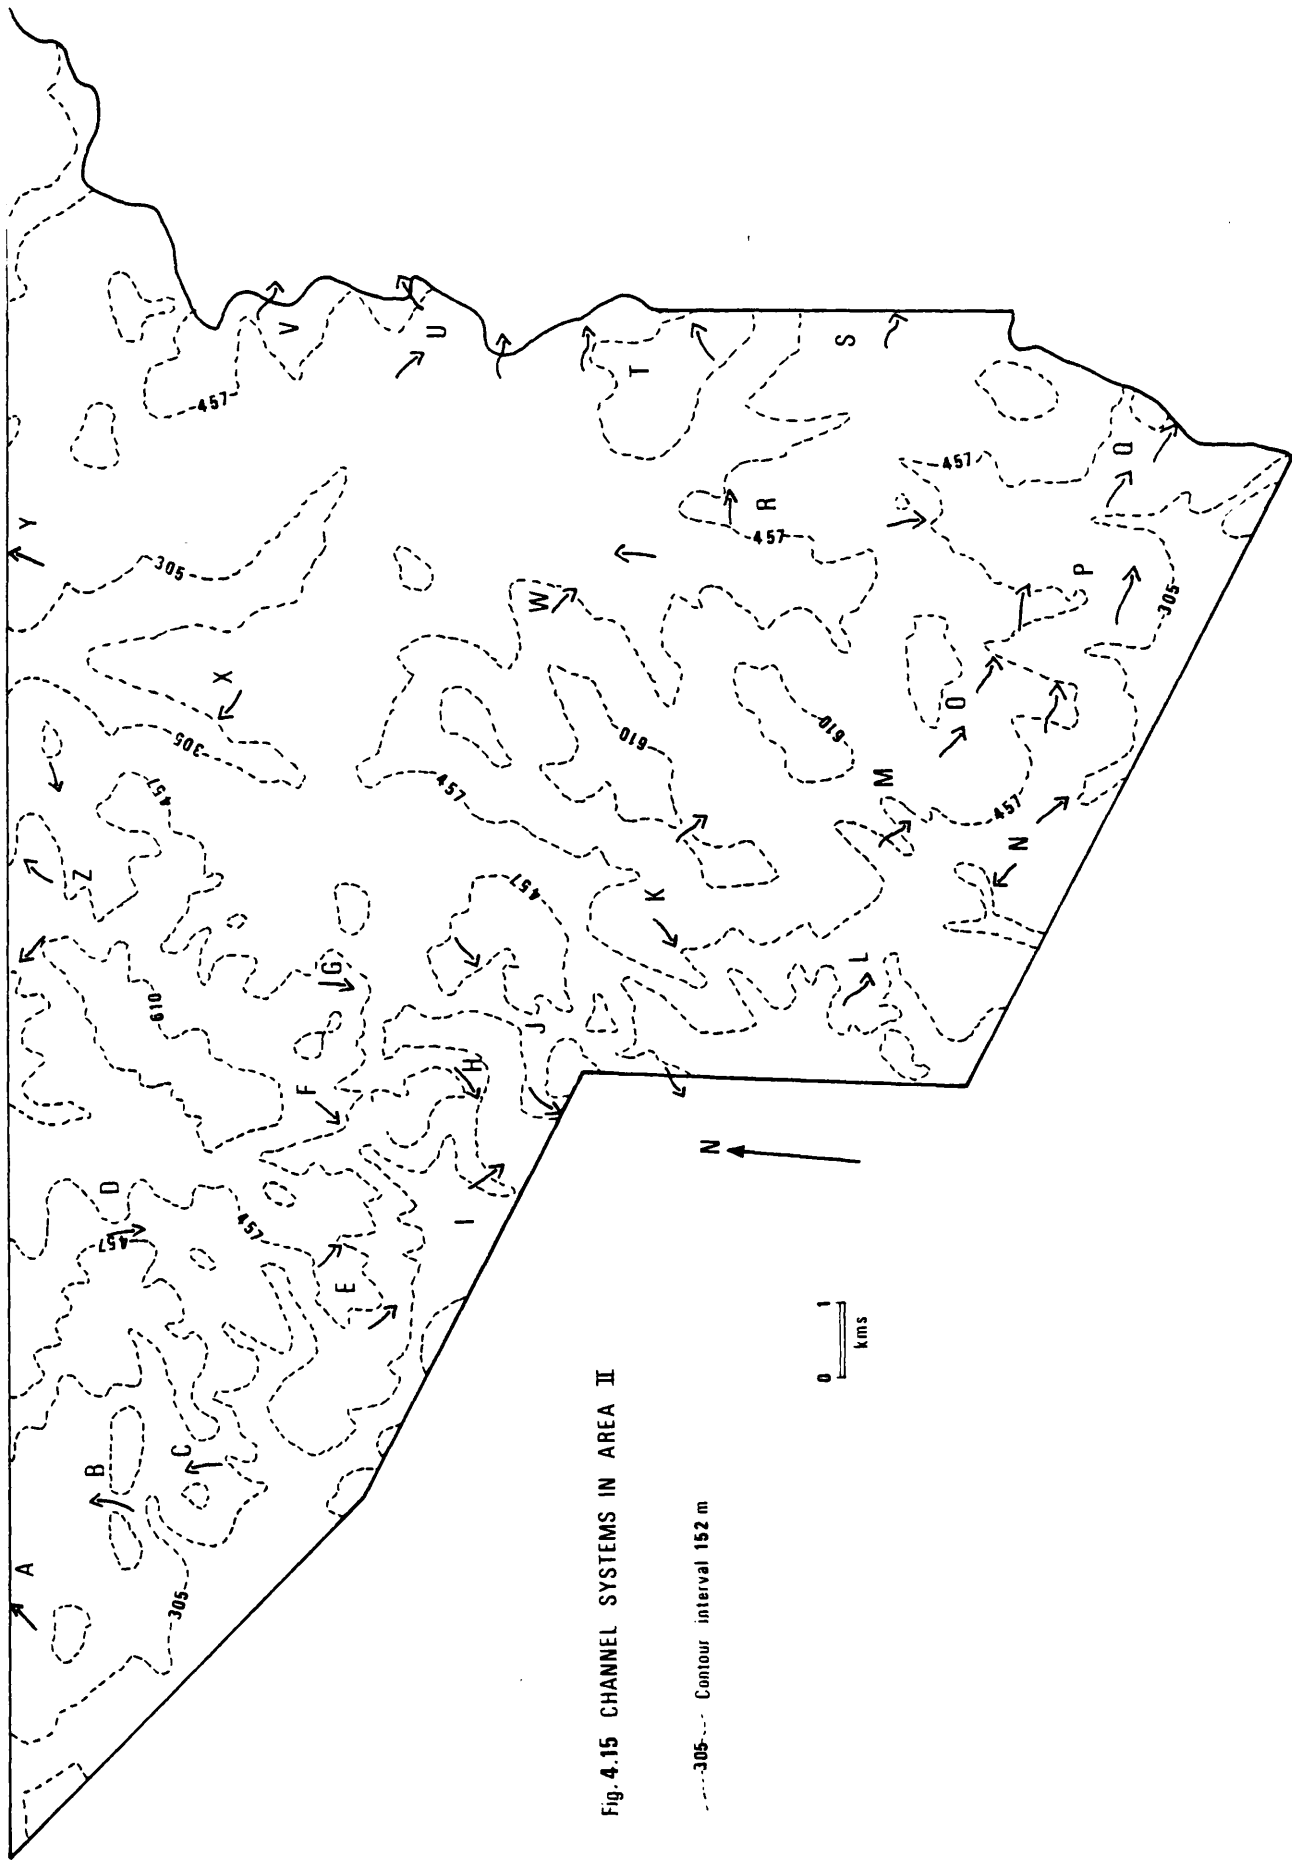 A
B
C
D
E
F
G
H
I
J
K
L
M
N
O
P
Q
R
S
T
U
V
W
X
Y
Z
305
457
457
610
457
305
305
457
457
457
610
610
457
457
457
305
N
0 1
kms
Fig. 4.15 CHANNEL SYSTEMS IN AREA II
305 Contour interval 152 m